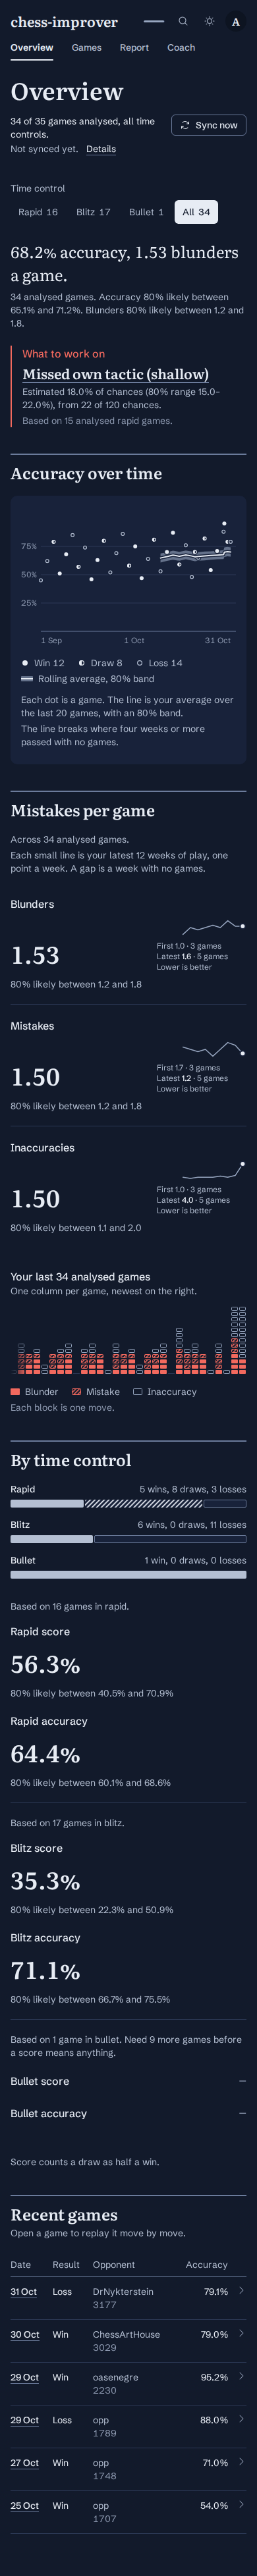 chess-improver
A
Overview Games Report Coach
Overview
34 of 35 games analysed, all time
controls.
Not synced yet. Details
Sync now
Time control
Rapid 16 Blitz 17 Bullet 1 All 34
68.2% accuracy, 1.53 blunders
a game.
34 analysed games. Accuracy 80% likely between
65.1% and 71.2%. Blunders 80% likely between 1.2 and
1.8.
What to work on
Missed own tactic (shallow)
Estimated 18.0% of chances (80% range 15.0–
22.0%), from 22 of 120 chances.
Based on 15 analysed rapid games.
Accuracy over time
75%
50%
25%
1 Sep 1 Oct 31 Oct
Win 12 Draw 8 Loss 14
Rolling average, 80% band
Each dot is a game. The line is your average over
the last 20 games, with an 80% band.
The line breaks where four weeks or more
passed with no games.
Mistakes per game
Across 34 analysed games.
Each small line is your latest 12 weeks of play, one
point a week. A gap is a week with no games.
Blunders
1.53
First 1.0 · 3 games
Latest 1.6 · 5 games
Lower is better
80% likely between 1.2 and 1.8
Mistakes
1.50
First 1.7 · 3 games
Latest 1.2 · 5 games
Lower is better
80% likely between 1.2 and 1.8
Inaccuracies
1.50
First 1.0 · 3 games
Latest 4.0 · 5 games
Lower is better
80% likely between 1.1 and 2.0
Your last 34 analysed games
One column per game, newest on the right.
Blunder Mistake Inaccuracy
Each block is one move.
By time control
Rapid 5 wins, 8 draws, 3 losses
Blitz 6 wins, 0 draws, 11 losses
Bullet 1 win, 0 draws, 0 losses
Based on 16 games in rapid.
Rapid score
56.3%
80% likely between 40.5% and 70.9%
Rapid accuracy
64.4%
80% likely between 60.1% and 68.6%
Based on 17 games in blitz.
Blitz score
35.3%
80% likely between 22.3% and 50.9%
Blitz accuracy
71.1%
80% likely between 66.7% and 75.5%
Based on 1 game in bullet. Need 9 more games before
a score means anything.
Bullet score –
Bullet accuracy –
Score counts a draw as half a win.
Recent games
Open a game to replay it move by move.
Date Result Opponent Accuracy
31 Oct Loss DrNykterstein 79.1%
3177
30 Oct Win ChessArtHouse 79.0%
3029
29 Oct Win oasenegre 95.2%
2230
29 Oct Loss opp 88.0%
1789
27 Oct Win opp 71.0%
1748
25 Oct Win opp 54.0%
1707